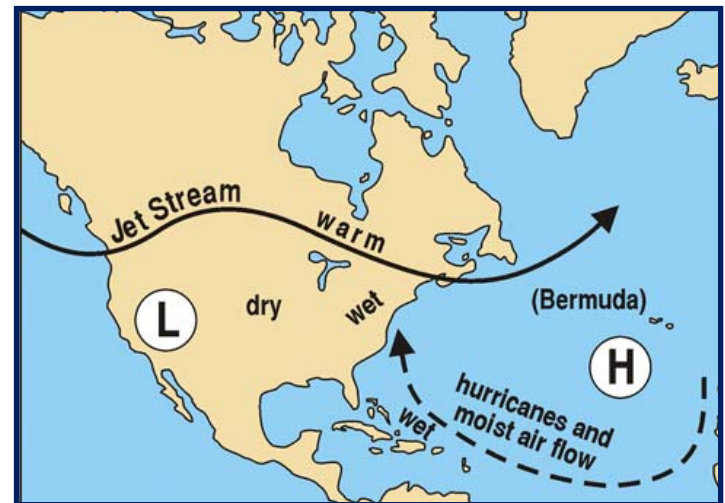 Jet Stream
warm
L
dry
wet
(Bermuda)
H
hurricanes and
moist air flow
wet